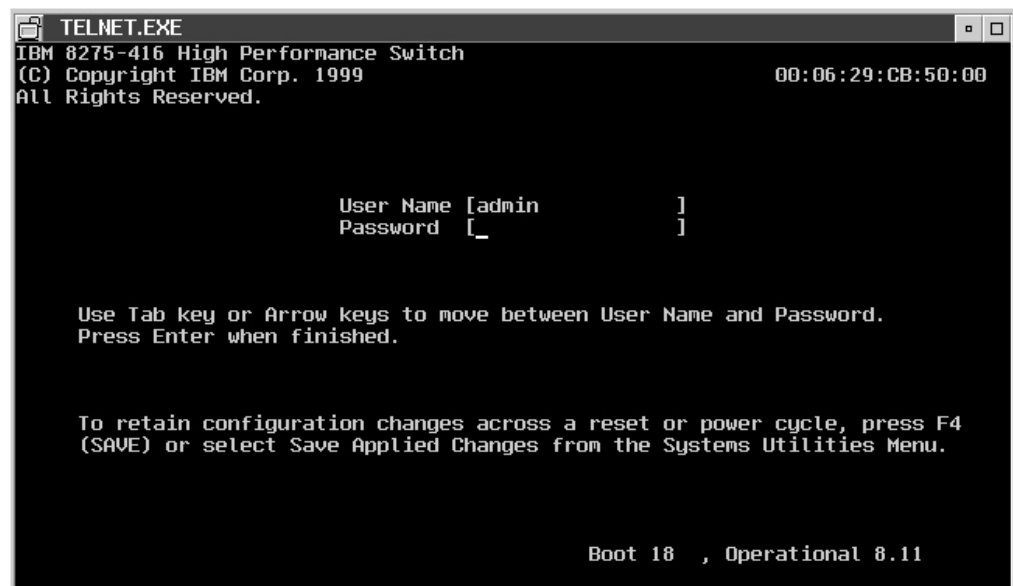 TELNET.EXE
IBM 8275-416 High Performance Switch
(C) Copyright IBM Corp. 1999 00:06:29:CB:50:00
All Rights Reserved.
User Name [admin ]
Password [_ ]
Use Tab key or Arrow keys to move between User Name and Password.
Press Enter when finished.
To retain configuration changes across a reset or power cycle, press F4
(SAVE) or select Save Applied Changes from the Systems Utilities Menu.
Boot 18 , Operational 8.11